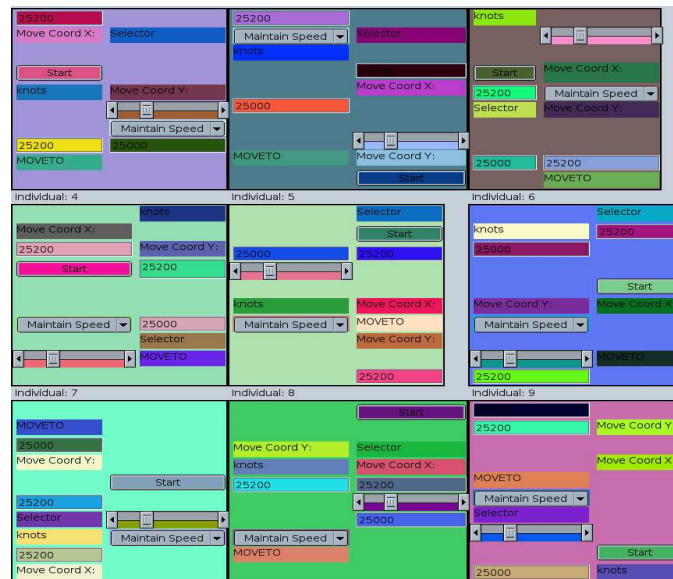 25200
Move Coord X: Selector
Start
knots Move Coord Y:
Maintain Speed
25200 25000
MOVETO
25200
Maintain Speed Selector
knots
Move Coord X:
25000
MOVETO Move Coord Y:
Start
knots
Start Move Coord X:
25200 Maintain Speed
Selector Move Coord Y:
25000 25200
MOVETO
Individual: 4 Individual: 5 Individual: 6
knots
Move Coord X:
25200 Move Coord Y:
Start 25200
Maintain Speed 25000
Selector
MOVETO
Selector
Start
25000 25200
knots Move Coord X:
Maintain Speed MOVETO
Move Coord Y:
25200
Selector
knots 25200
25000
Start
Move Coord Y: Move Coord X
Maintain Speed
MOVETO
25200
Individual: 7 Individual: 8 Individual: 9
MOVETO
25000
Move Coord Y:
Start
25200
Selector
knots Maintain Speed
25200
Move Coord X:
Start
Move Coord Y: Selector
knots Move Coord X:
25200 25200
25000
Maintain Speed
MOVETO
25200 Move Coord Y
Move Coord X
MOVETO
Maintain Speed
Selector
Start
25000 knots